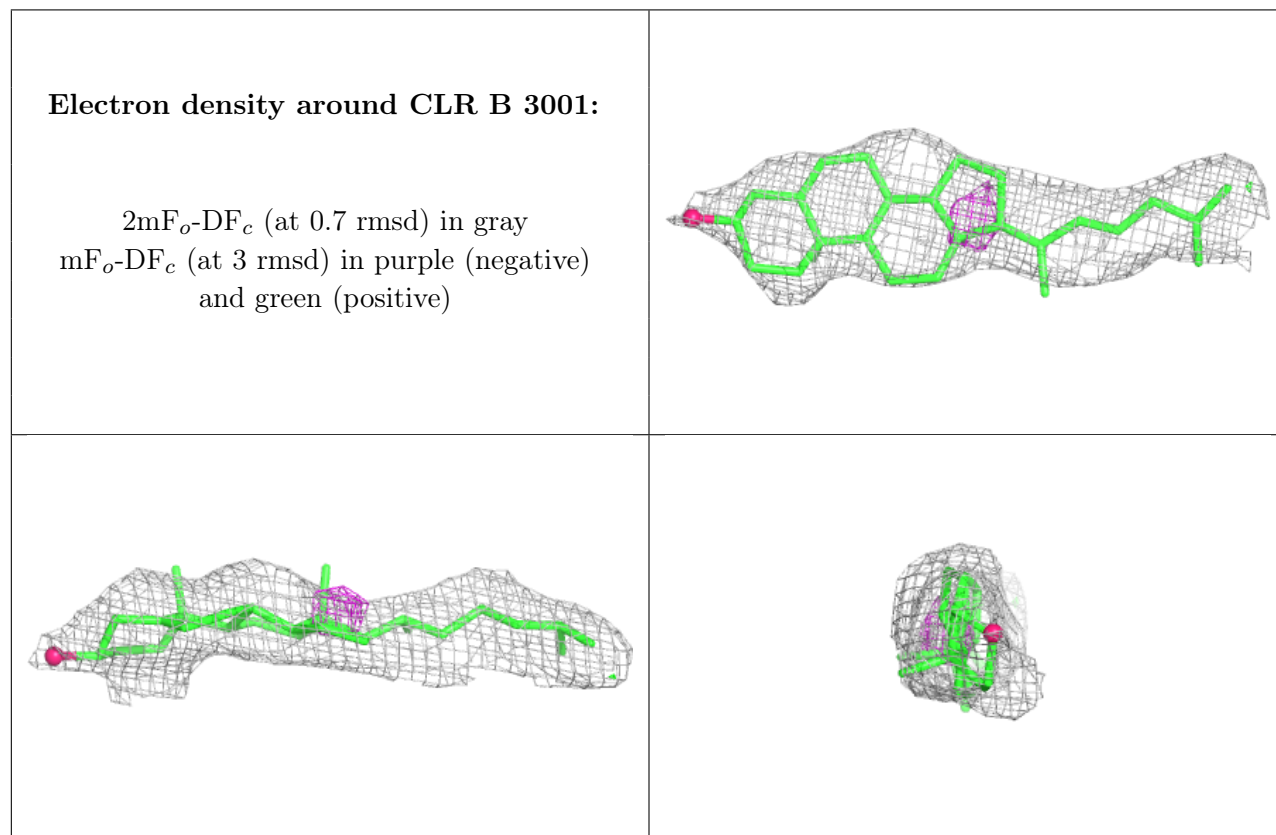 Electron density around CLR B 3001:
2mFₒ-DF𝒸 (at 0.7 rmsd) in gray
mFₒ-DF𝒸 (at 3 rmsd) in purple (negative)
and green (positive)